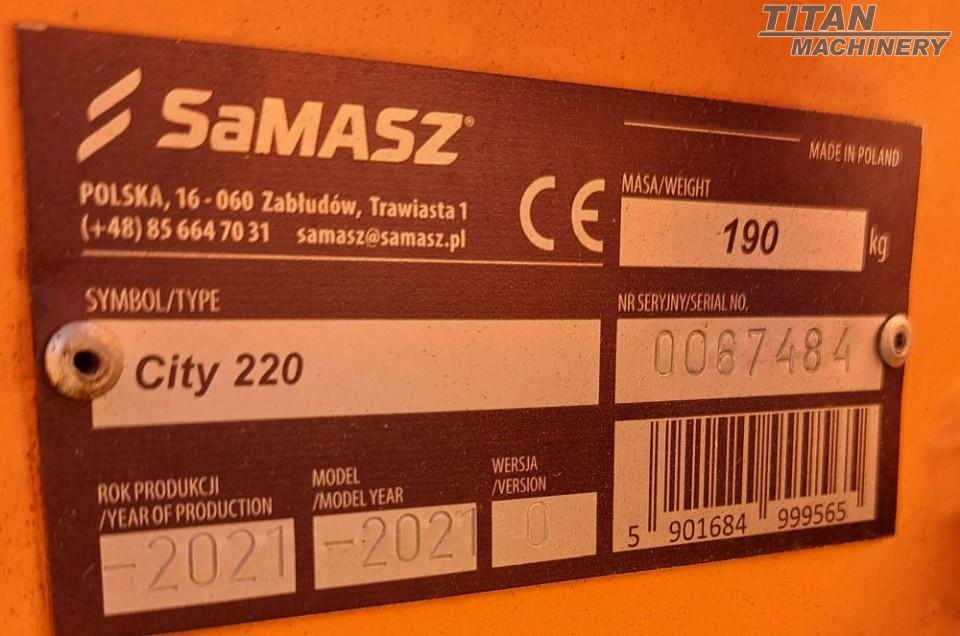 TITAN
MACHINERY
SaMASZ®
MADE IN POLAND
POLSKA, 16-060 Zabłudów, Trawiasta 1
(+48) 85 664 70 31 samasz@samasz.pl
CE
MASA/WEIGHT
190 kg
SYMBOL/TYPE
City 220
NR SERYJNY/SERIAL NO.
0067484
ROK PRODUKCJI
/YEAR OF PRODUCTION
-2021
MODEL
/MODEL YEAR
-2021
WERSJA
/VERSION
0
5 901684 999565